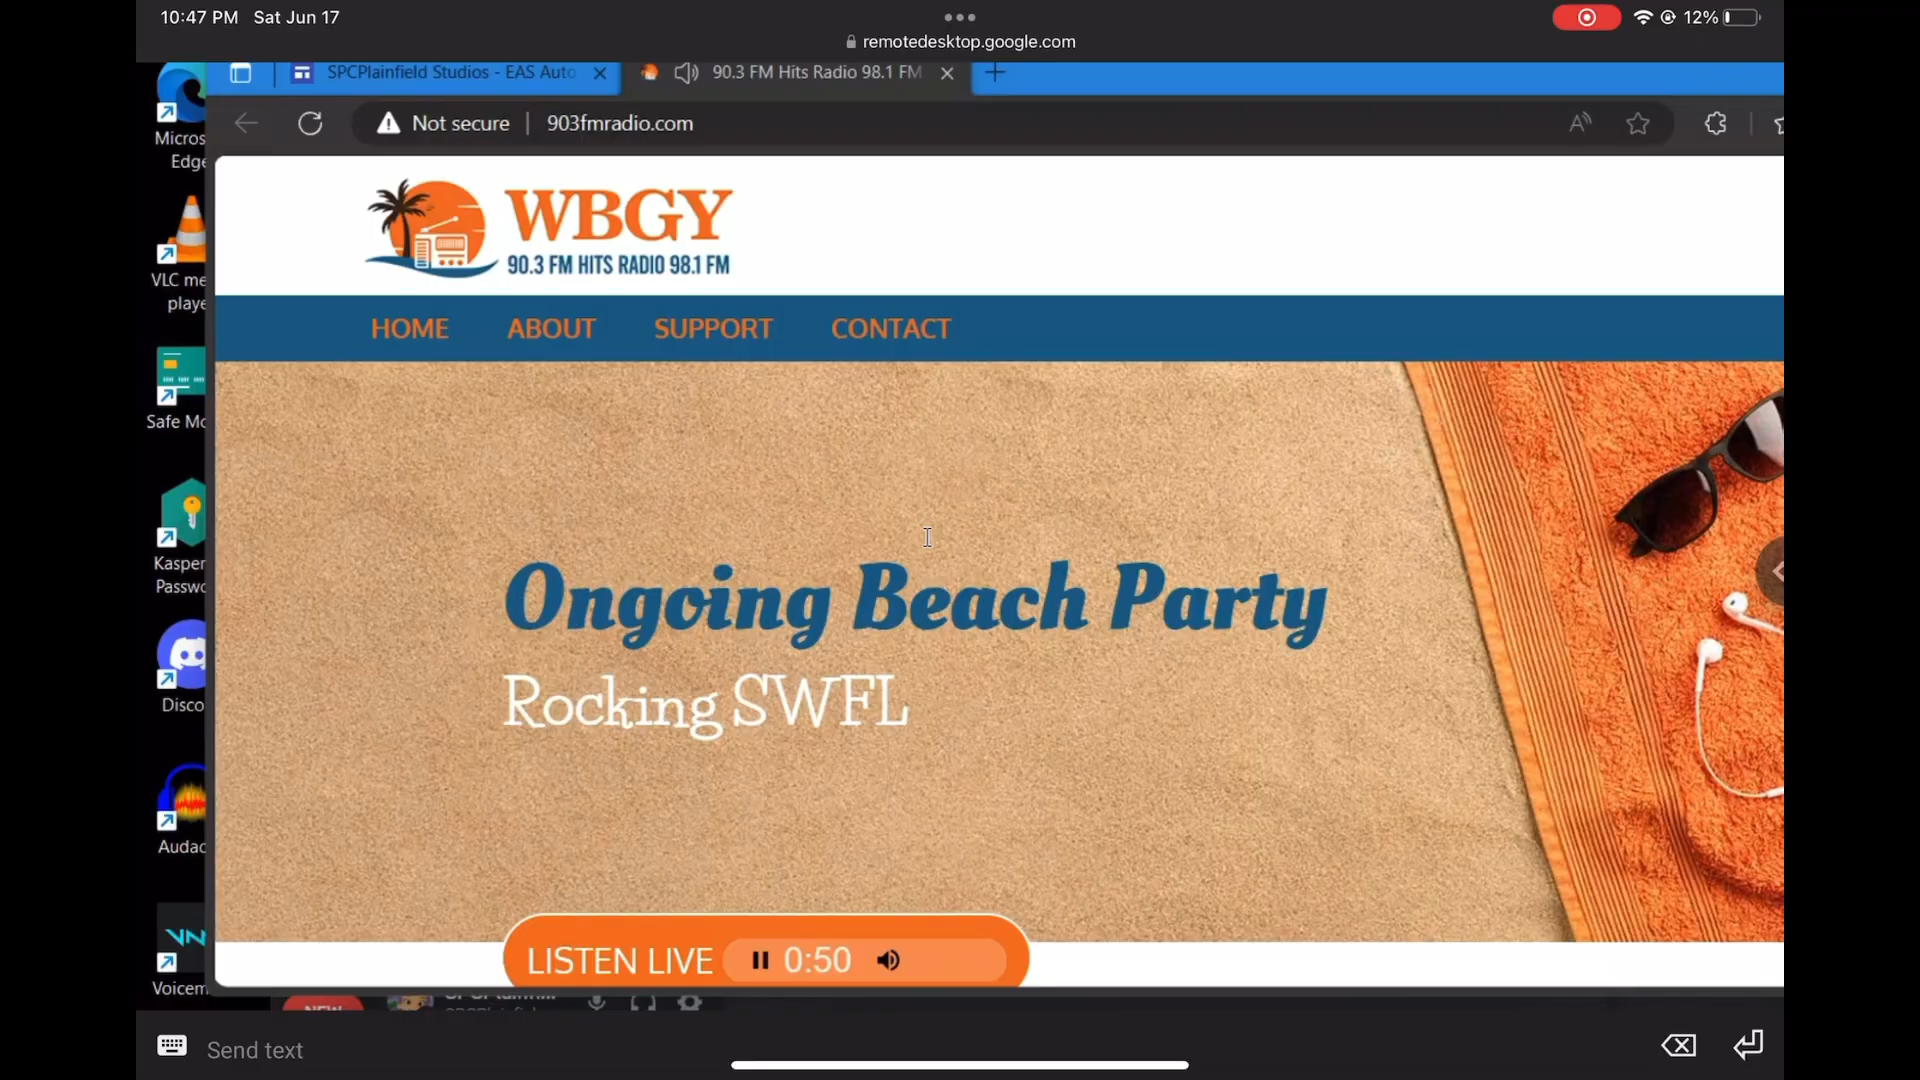 10:47 PM Sat Jun 17
12%
remotedesktop.google.com
SPCPlainfield Studios - EAS Auto
90.3 FM Hits Radio 98.1 FM
Not secure | 903fmradio.com
Micros
Edge
VLC me
playe
Safe Mo
Kasper
Passwo
Disco
Audac
VN
Voicem
WBGY
90.3 FM HITS RADIO 98.1 FM
HOME ABOUT SUPPORT CONTACT
Ongoing Beach Party
Rocking SWFL
LISTEN LIVE 0:50
NEW
Send text